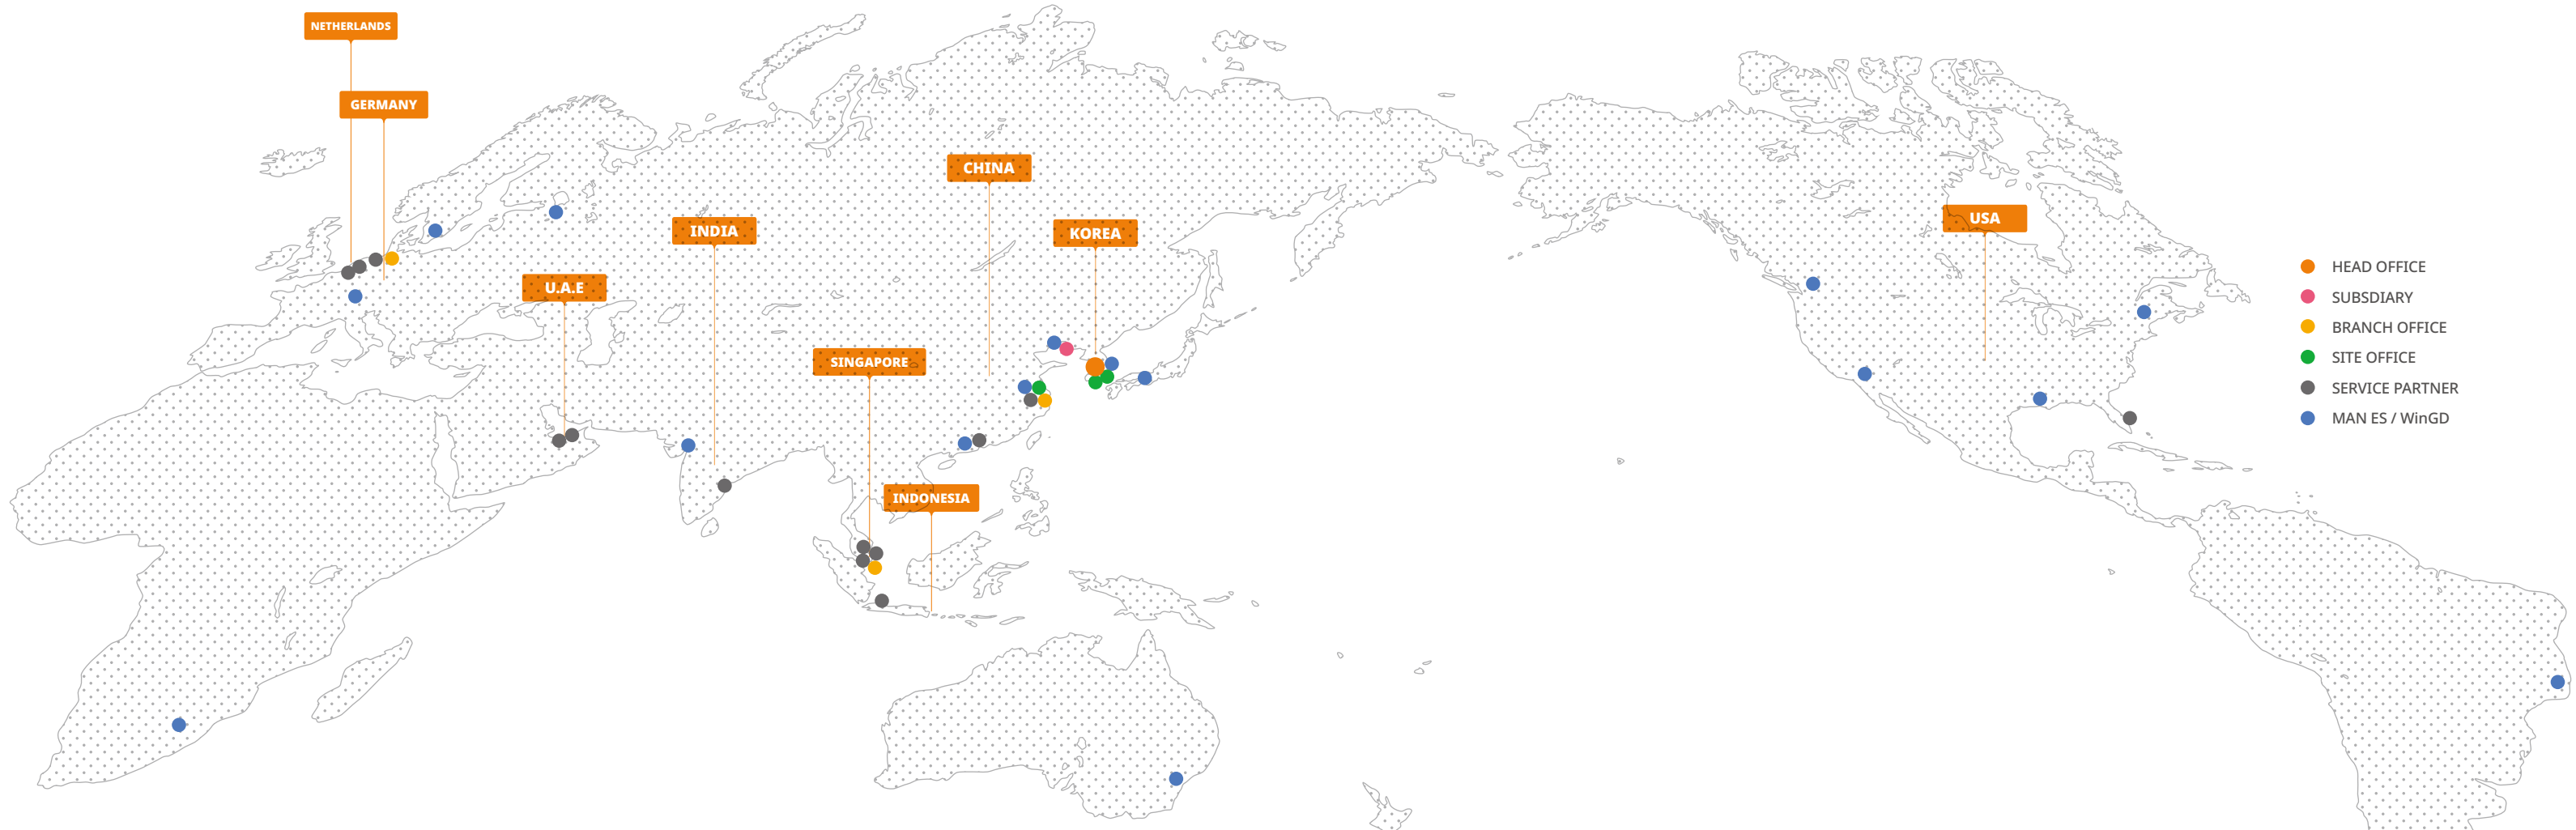 NETHERLANDS
GERMANY
CHINA
INDIA
KOREA
USA
U.A.E
SINGAPORE
INDONESIA
HEAD OFFICE
SUBSDIARY
BRANCH OFFICE
SITE OFFICE
SERVICE PARTNER
MAN ES / WinGD